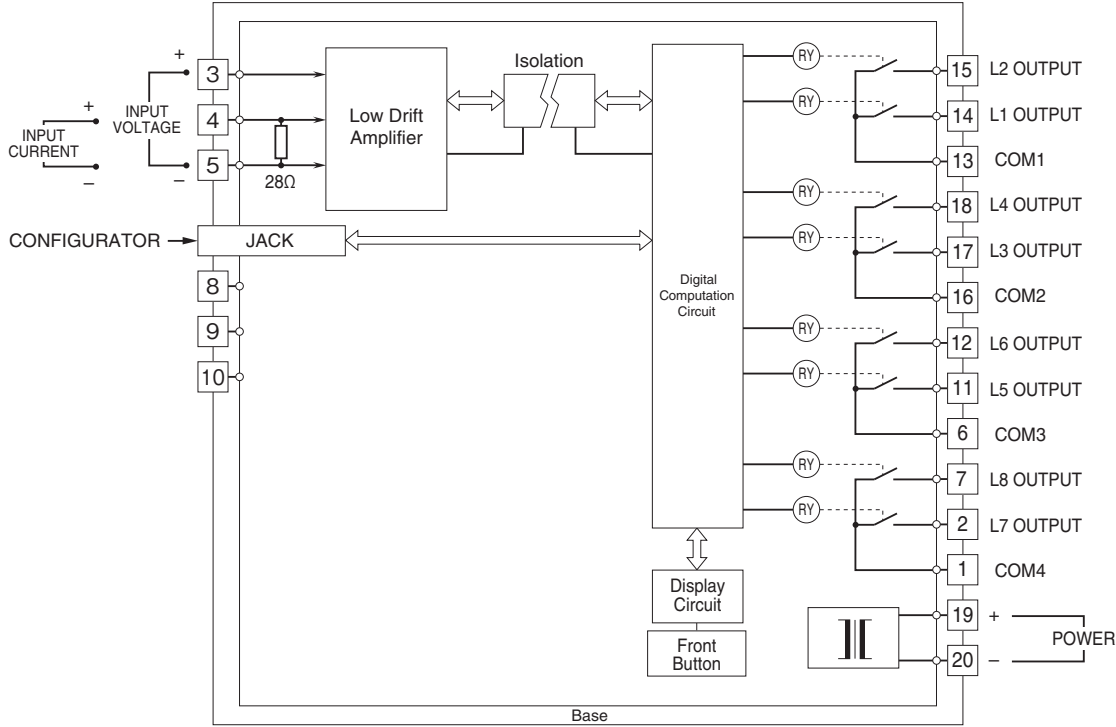 +
3
INPUT
VOLTAGE
+
4
INPUT
CURRENT
–
–
5
28Ω
Low Drift
Amplifier
Isolation
CONFIGURATOR
JACK
8
9
10
Digital
Computation
Circuit
Display
Circuit
Front
Button
RY
15 L2 OUTPUT
RY
14 L1 OUTPUT
13 COM1
RY
18 L4 OUTPUT
RY
17 L3 OUTPUT
16 COM2
RY
12 L6 OUTPUT
RY
11 L5 OUTPUT
6 COM3
RY
7 L8 OUTPUT
RY
2 L7 OUTPUT
1 COM4
19 +
POWER
20 –
Base